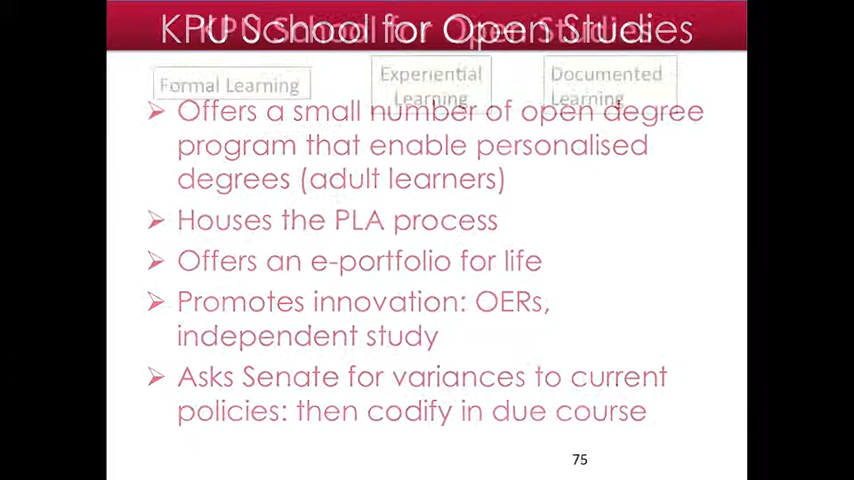 KPU School for Open Studies
Formal Learning
Experiential
Learning
Documented
Learning
➢ Offers a small number of open degree
program that enable personalised
degrees (adult learners)
➢ Houses the PLA process
➢ Offers an e-portfolio for life
➢ Promotes innovation: OERs,
independent study
➢ Asks Senate for variances to current
policies: then codify in due course
75